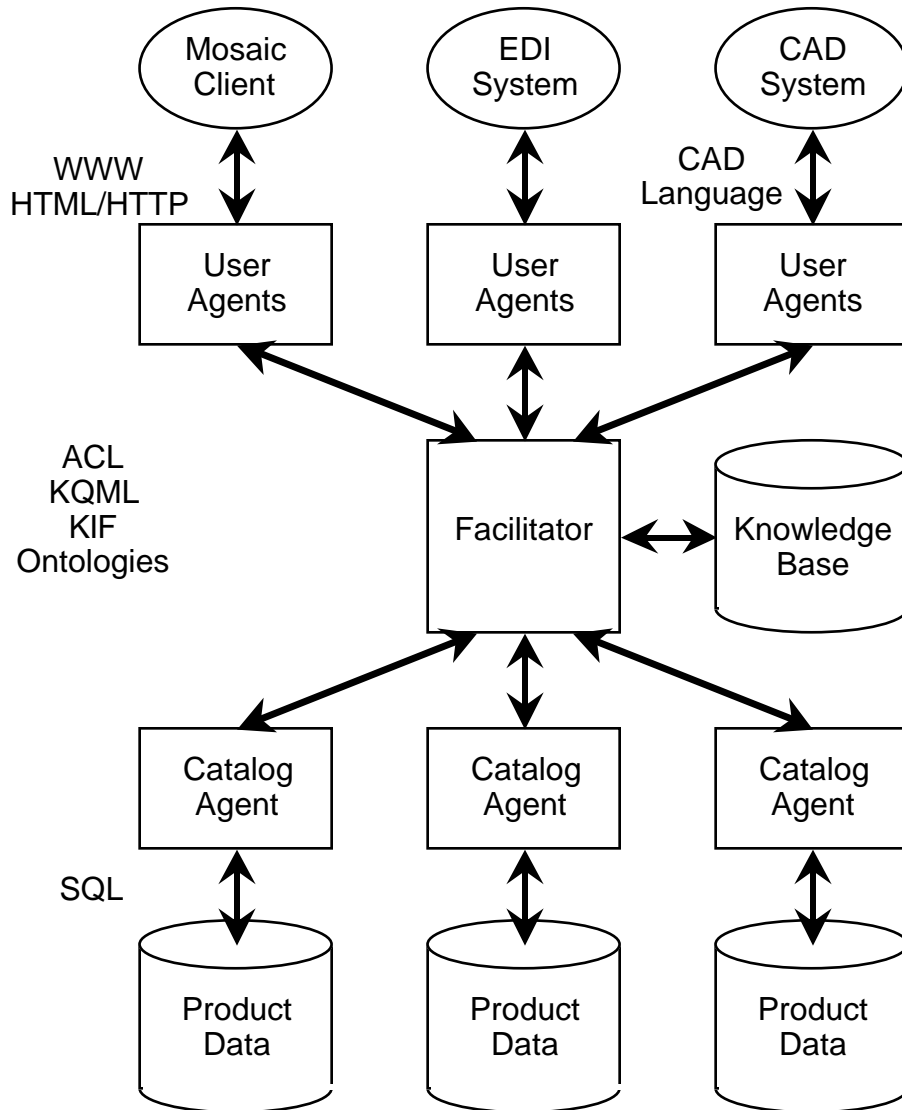 Mosaic
Client
EDI
System
CAD
System
WWW
HTML/HTTP
CAD
Language
User
Agents
User
Agents
User
Agents
ACL
KQML
KIF
Ontologies
Facilitator
Knowledge
Base
Catalog
Agent
Catalog
Agent
Catalog
Agent
SQL
Product
Data
Product
Data
Product
Data